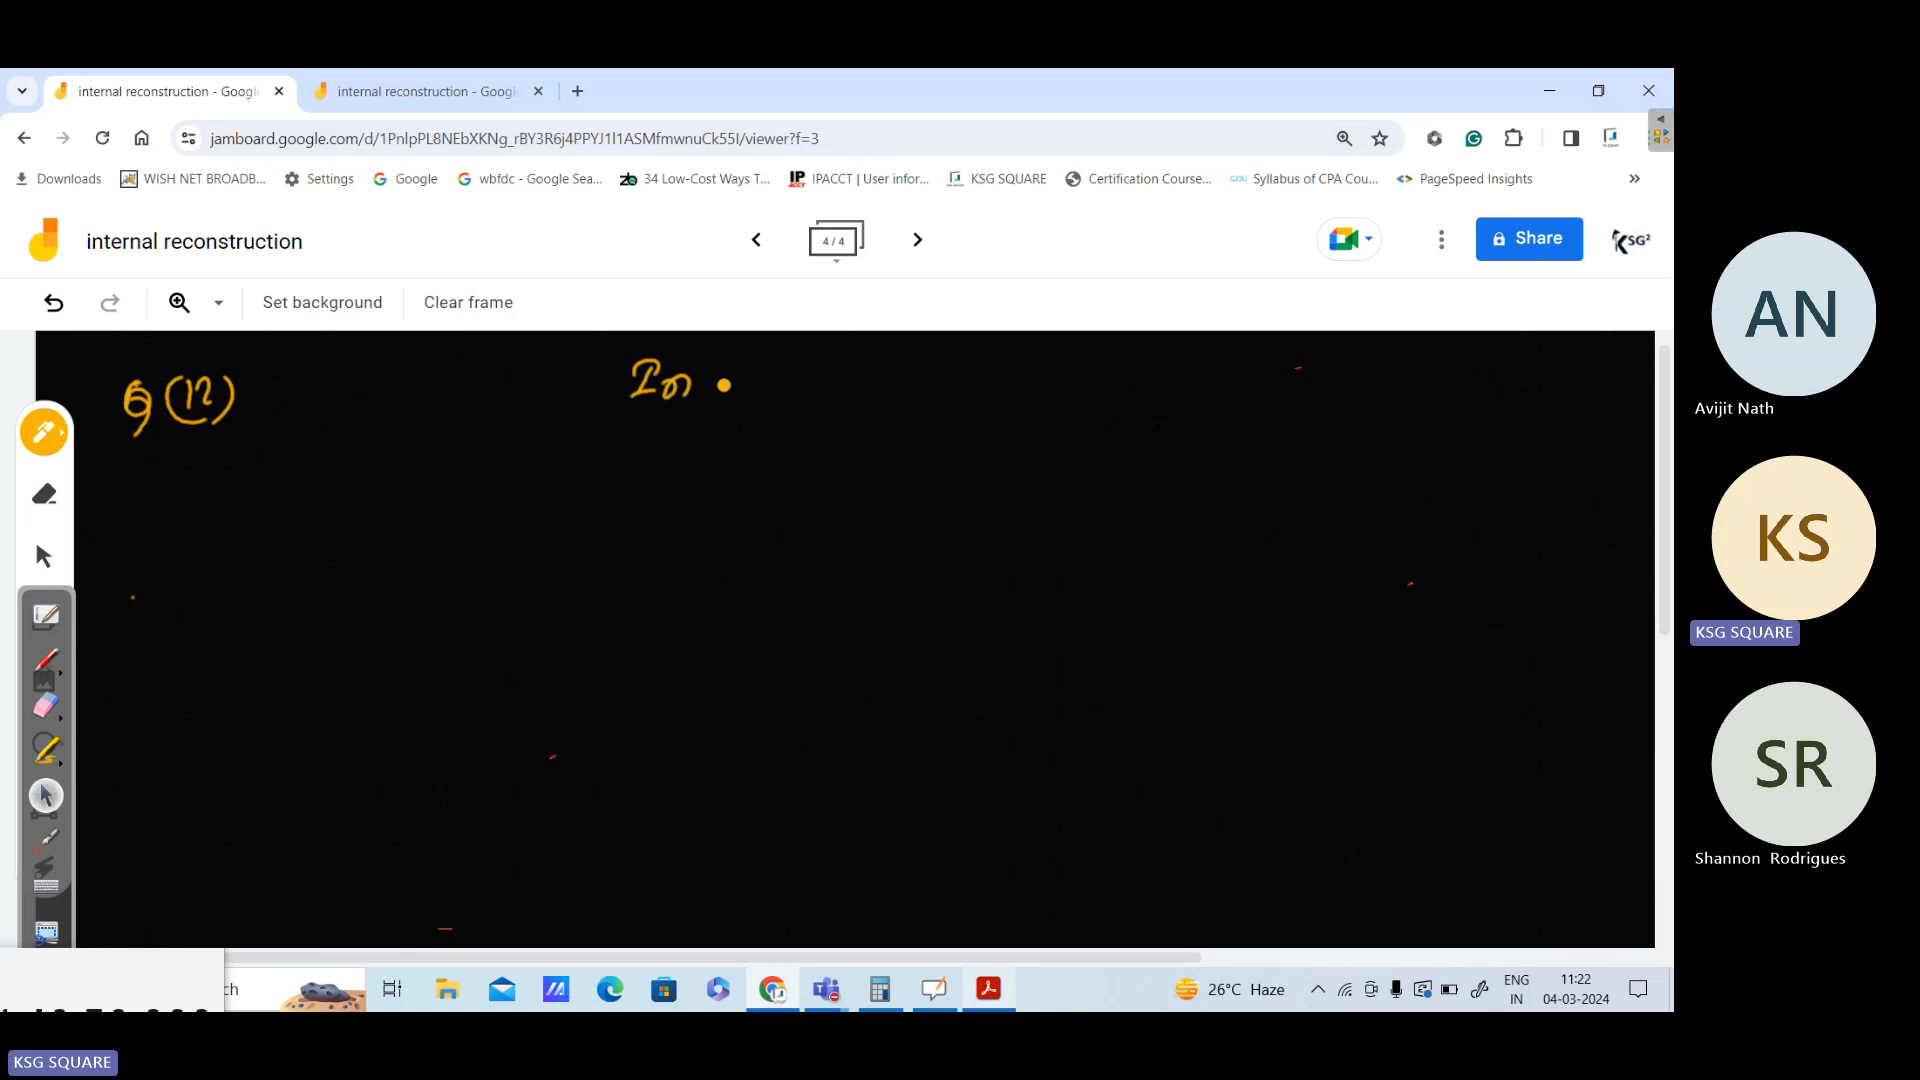 internal reconstruction - Googl
internal reconstruction - Googl
jamboard.google.com/d/1PnlpPL8NEbXKNg_rBY3R6j4PPYJ1l1ASMfmwnuCk55I/viewer?f=3
Downloads
WISH NET BROADB...
Settings
Google
wbfdc - Google Sea...
34 Low-Cost Ways T...
IPACCT | User infor...
KSG SQUARE
Certification Course...
Syllabus of CPA Cou...
PageSpeed Insights
internal reconstruction
4 / 4
Share
KSG²
Set background
Clear frame
Q (12)
In
AN
Avijit Nath
KS
KSG SQUARE
SR
Shannon Rodrigues
ch
26°C Haze
ENG
IN
11:22
04-03-2024
KSG SQUARE